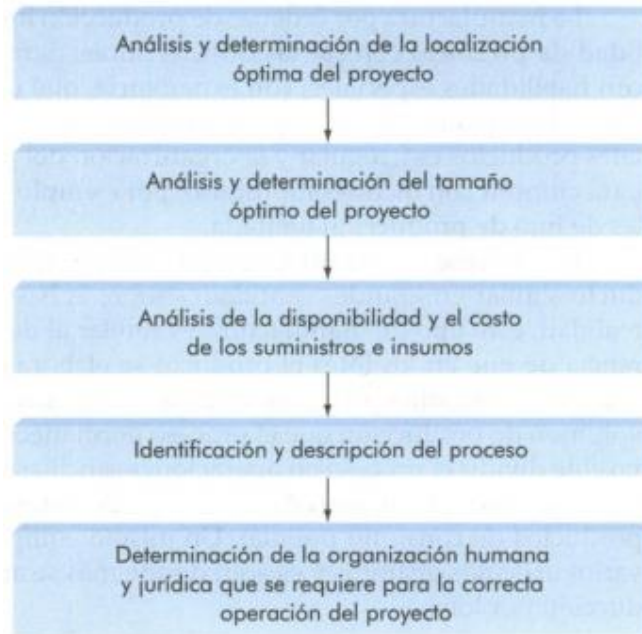 Análisis y determinación de la localización
óptima del proyecto
Análisis y determinación del tamaño
óptimo del proyecto
Análisis de la disponibilidad y el costo
de los suministros e insumos
Identificación y descripción del proceso
Determinación de la organización humana
y jurídica que se requiere para la correcta
operación del proyecto